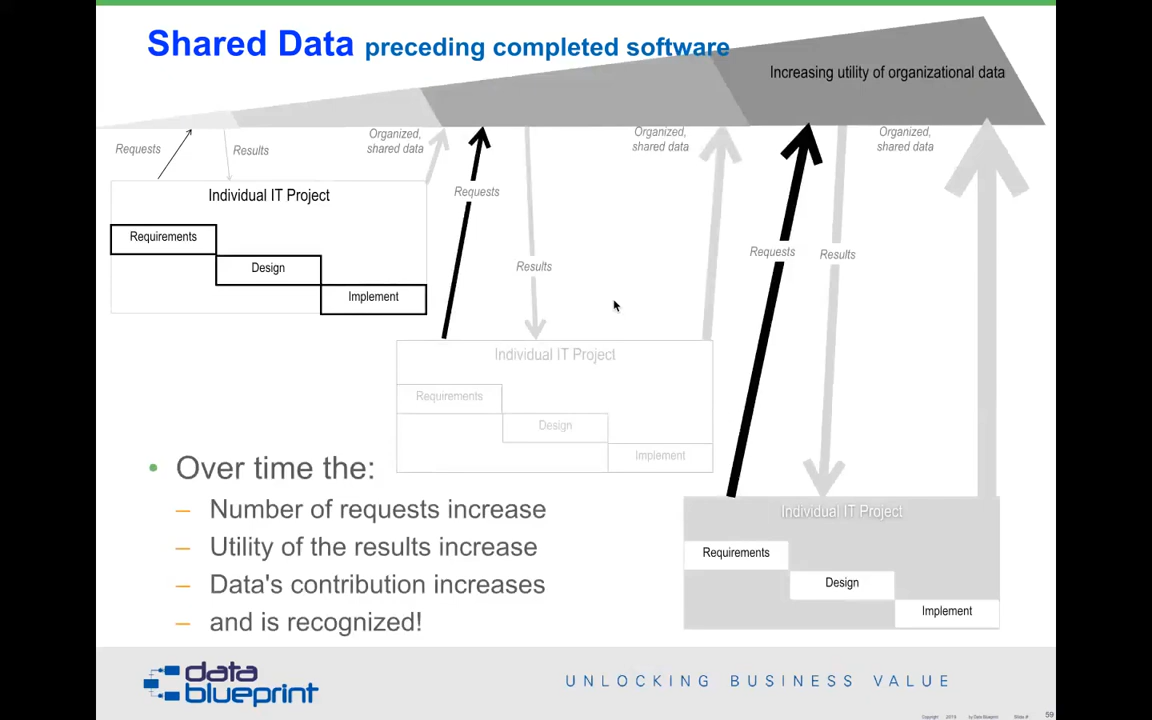 Shared Data preceding completed software
Increasing utility of organizational data
Requests
Results
Organized,
shared data
Requests
Organized,
shared data
Organized,
shared data
Individual IT Project
Requirements
Design
Implement
Results
Requests
Results
Individual IT Project
Requirements
Design
Implement
• Over time the:
– Number of requests increase
– Utility of the results increase
– Data's contribution increases
– and is recognized!
Individual IT Project
Requirements
Design
Implement
data
blueprint
UNLOCKING BUSINESS VALUE
59